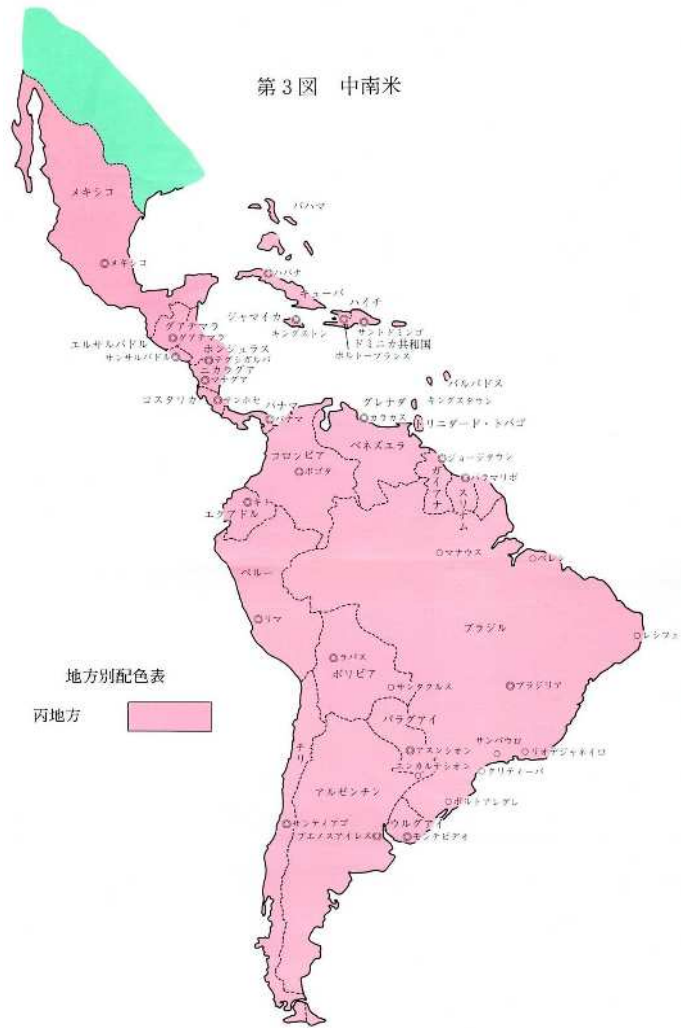 第3図　中南米
メキシコ
バハマ
メキシコ
ハバナ
キューバ
ハイチ
ジャマイカ
キングストン
サントドミンゴ
ドミニカ共和国
ポルトープランス
グアテマラ
グアテマラ
エルサルバドル
サンサルバドル
ホンジュラス
テグシガルパ
ニカラグア
マナグア
コスタリカ
サンホセ
パナマ
パナマ
バルバドス
グレナダ
キングスタウン
カラカス
トリニダード・トバゴ
ベネズエラ
コロンビア
ボゴタ
ジョージタウン
ガイアナ
パラマリボ
スリナム
キト
エクアドル
マナウス
ベレン
ペルー
リマ
ブラジル
レシフェ
ラパス
ボリビア
サンタクルス
ブラジリア
地方別配色表
丙地方
パラグアイ
アスンシオン
エンカルナシオン
サンパウロ
リオデジャネイロ
クリティーバ
チリ
アルゼンチン
ポルトアレグレ
サンティアゴ
ウルグアイ
ブエノスアイレス
モンテビデオ